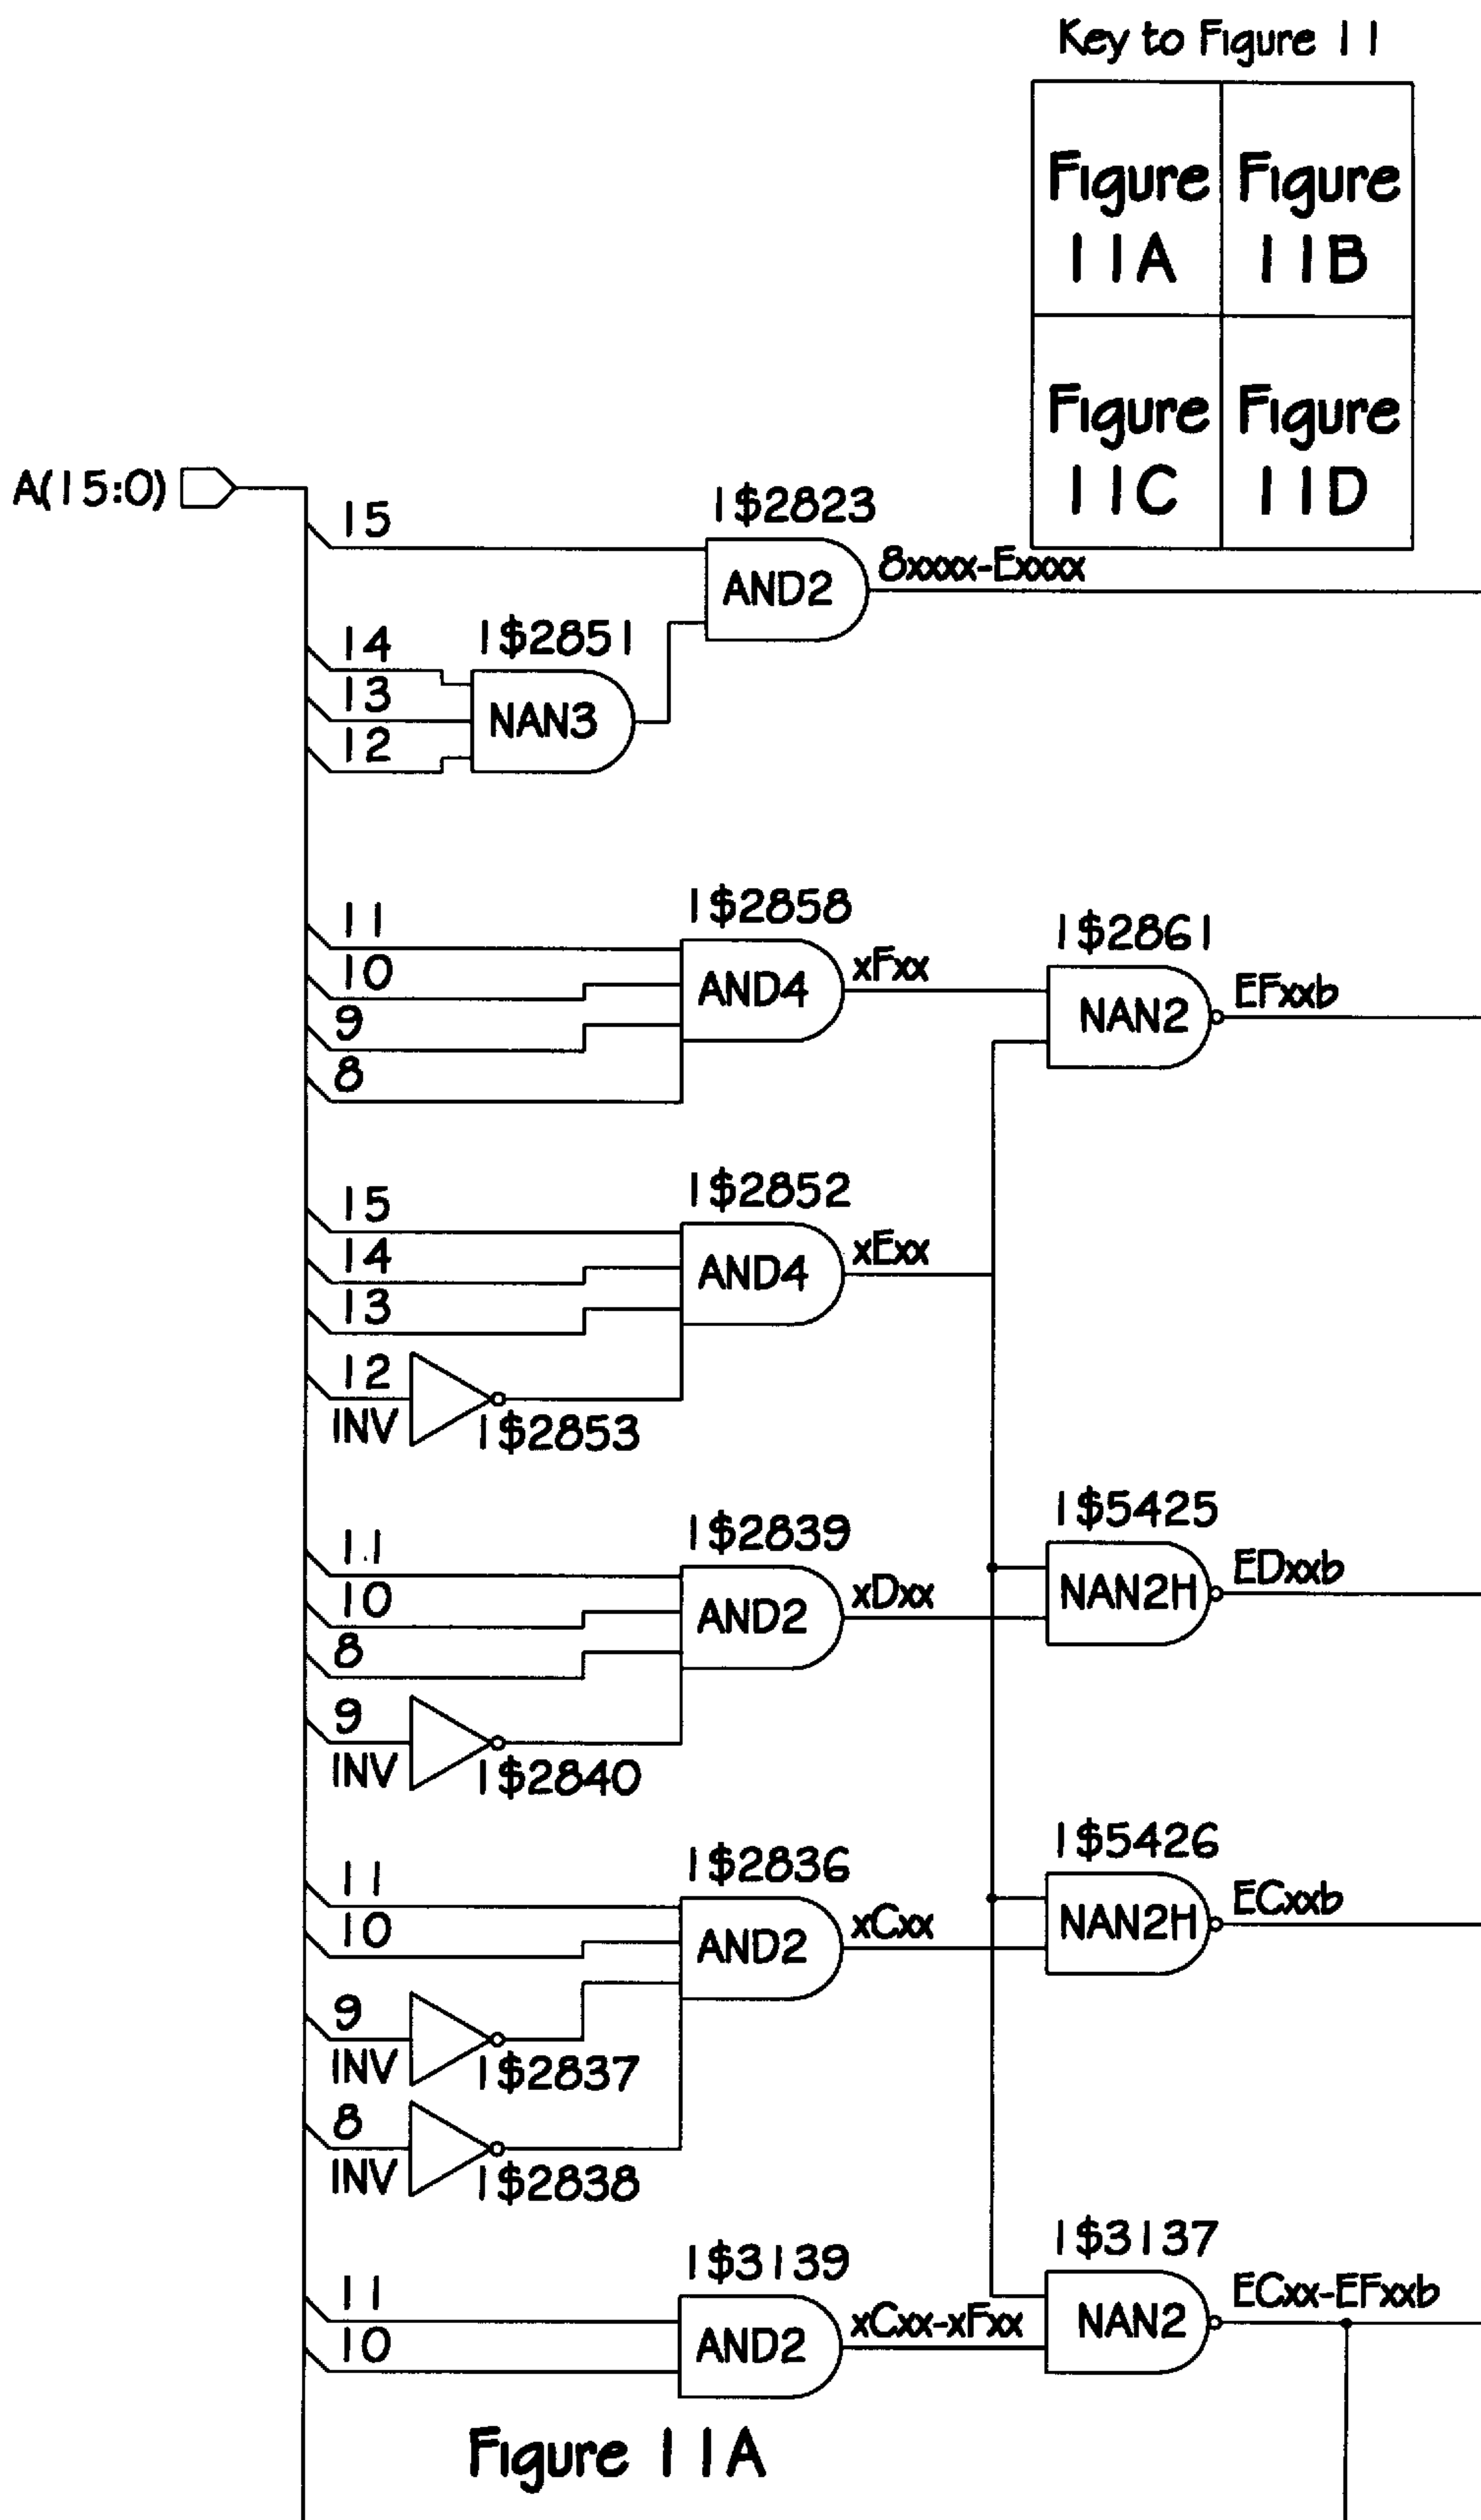 Key to Figure 11
Figure 11A
Figure 11B
Figure 11C
Figure 11D
A(15:0)
15
1$2823
AND2
8xxxx-Exxxx
14
13
12
1$2851
NAN3
11
10
9
8
1$2858
AND4
xFxx
1$2861
NAN2
EFxxb
15
14
13
12
INV
1$2853
1$2852
AND4
xExx
11
10
8
9
INV
1$2840
1$2839
AND2
xDxx
1$5425
NAN2H
EDxxb
11
10
9
INV
1$2837
8
INV
1$2838
1$2836
AND2
xCxx
1$5426
NAN2H
ECxxb
11
10
1$3139
AND2
xCxx-xFxx
1$3137
NAN2
ECxx-EFxxb
Figure 11A